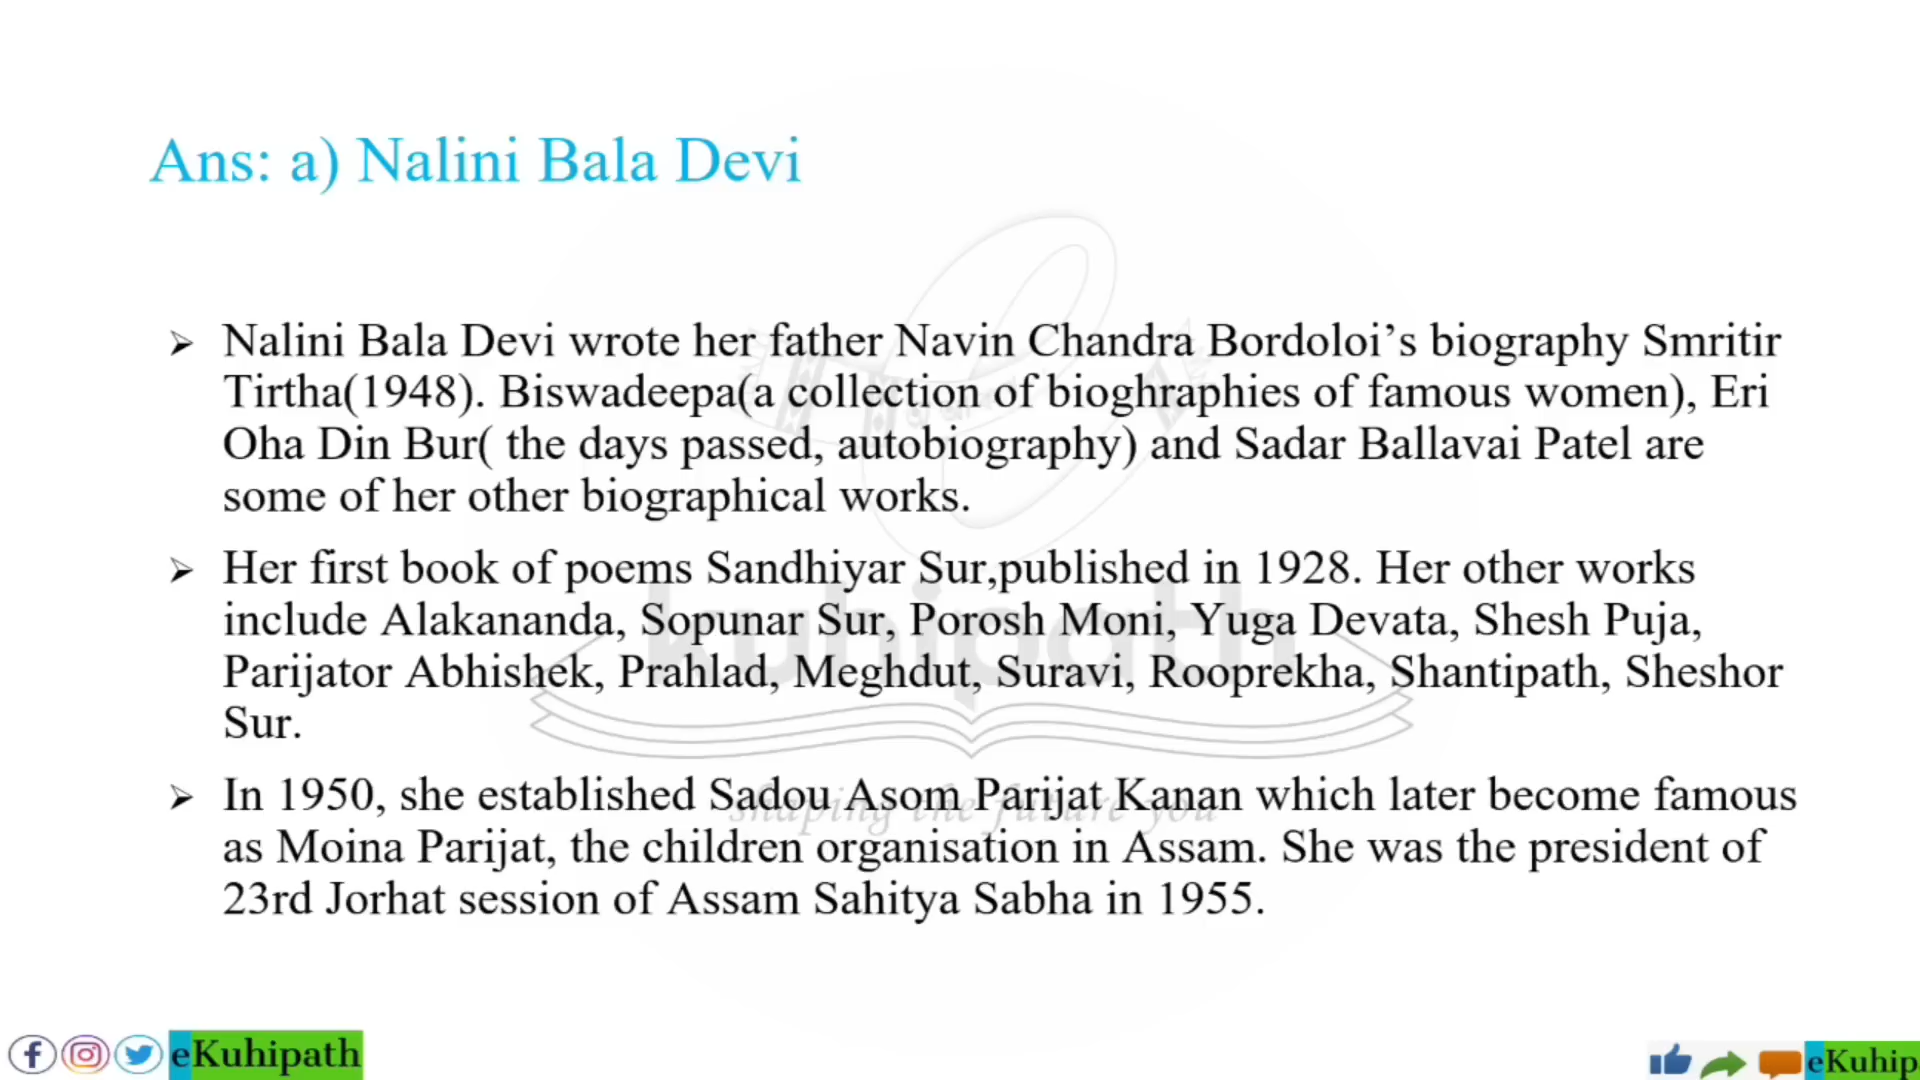 Ans: a) Nalini Bala Devi
➢ Nalini Bala Devi wrote her father Navin Chandra Bordoloi’s biography Smritir
Tirtha(1948). Biswadeepa(a collection of bioghraphies of famous women), Eri
Oha Din Bur( the days passed, autobiography) and Sadar Ballavai Patel are
some of her other biographical works.
➢ Her first book of poems Sandhiyar Sur,published in 1928. Her other works
include Alakananda, Sopunar Sur, Porosh Moni, Yuga Devata, Shesh Puja,
Parijator Abhishek, Prahlad, Meghdut, Suravi, Rooprekha, Shantipath, Sheshor
Sur.
➢ In 1950, she established Sadou Asom Parijat Kanan which later become famous
as Moina Parijat, the children organisation in Assam. She was the president of
23rd Jorhat session of Assam Sahitya Sabha in 1955.
kuhipath
shaping the future you
eKuhipath
eKuhip